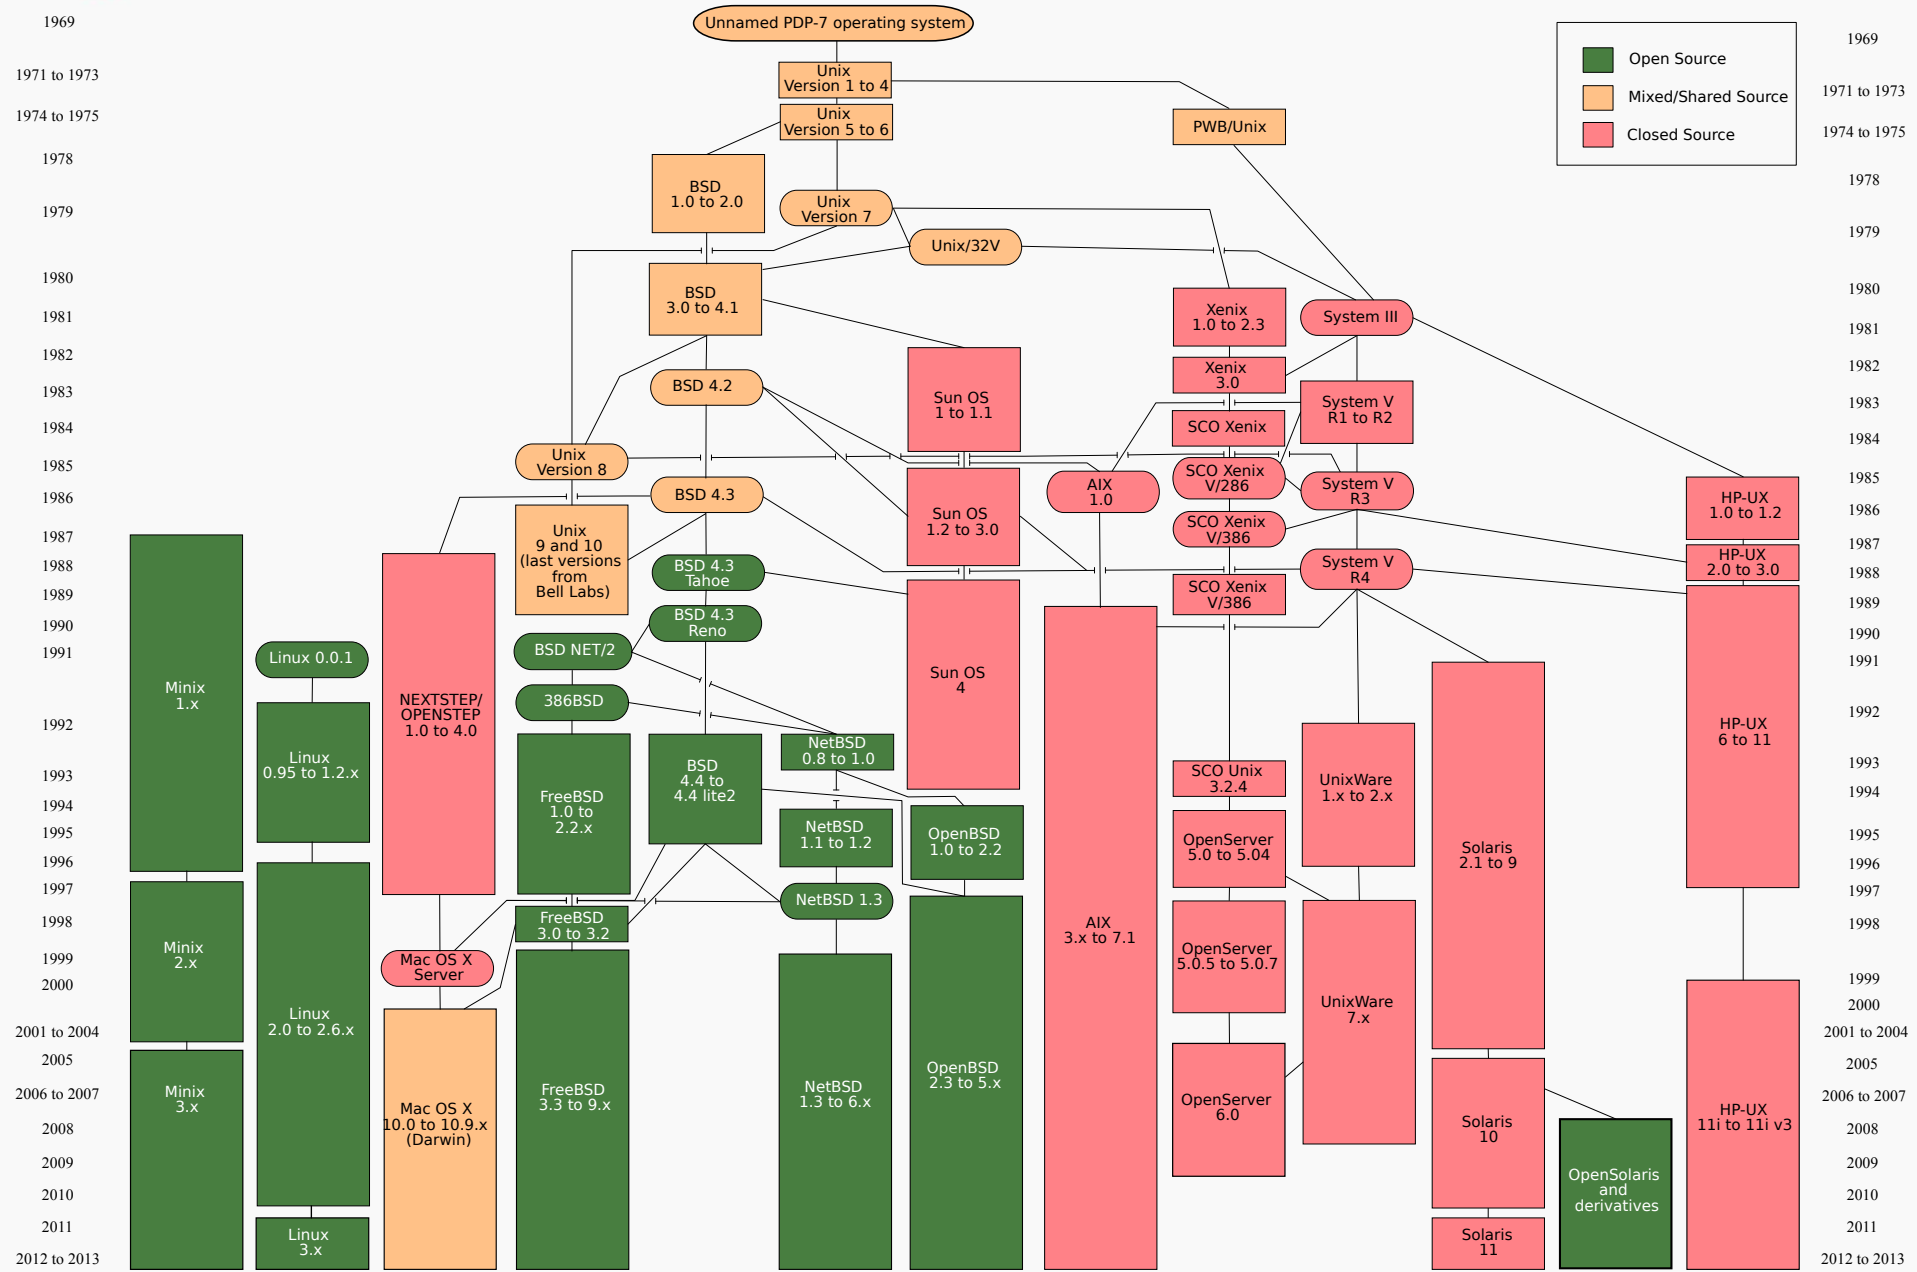 1969
1971 to 1973
1974 to 1975
1978
1979
1980
1981
1982
1983
1984
1985
1986
1987
1988
1989
1990
1991
1992
1993
1994
1995
1996
1997
1998
1999
2000
2001 to 2004
2005
2006 to 2007
2008
2009
2010
2011
2012 to 2013
Unnamed PDP-7 operating system
Unix
Version 1 to 4
Unix
Version 5 to 6
PWB/Unix
BSD
1.0 to 2.0
Unix
Version 7
Unix/32V
BSD
3.0 to 4.1
Xenix
1.0 to 2.3
System III
Xenix
3.0
BSD 4.2
Sun OS
1 to 1.1
System V
R1 to R2
SCO Xenix
Unix
Version 8
SCO Xenix
V/286
AIX
1.0
System V
R3
BSD 4.3
HP-UX
1.0 to 1.2
Sun OS
1.2 to 3.0
SCO Xenix
V/386
Unix
9 and 10
(last versions
from
Bell Labs)
HP-UX
2.0 to 3.0
BSD 4.3
Tahoe
System V
R4
SCO Xenix
V/386
BSD 4.3
Reno
BSD NET/2
Linux 0.0.1
Minix
1.x
Sun OS
4
386BSD
NEXTSTEP/
OPENSTEP
1.0 to 4.0
HP-UX
6 to 11
NetBSD
0.8 to 1.0
Linux
0.95 to 1.2.x
BSD
4.4 to
4.4 lite2
SCO Unix
3.2.4
UnixWare
1.x to 2.x
FreeBSD
1.0 to
2.2.x
NetBSD
1.1 to 1.2
OpenBSD
1.0 to 2.2
OpenServer
5.0 to 5.04
Solaris
2.1 to 9
NetBSD 1.3
FreeBSD
3.0 to 3.2
AIX
3.x to 7.1
Minix
2.x
OpenServer
5.0.5 to 5.0.7
Mac OS X
Server
UnixWare
7.x
Linux
2.0 to 2.6.x
OpenBSD
2.3 to 5.x
Minix
3.x
FreeBSD
3.3 to 9.x
NetBSD
1.3 to 6.x
Mac OS X
10.0 to 10.9.x
(Darwin)
OpenServer
6.0
Solaris
10
HP-UX
11i to 11i v3
OpenSolaris
and
derivatives
Linux
3.x
Solaris
11
Open Source
Mixed/Shared Source
Closed Source
1969
1971 to 1973
1974 to 1975
1978
1979
1980
1981
1982
1983
1984
1985
1986
1987
1988
1989
1990
1991
1992
1993
1994
1995
1996
1997
1998
1999
2000
2001 to 2004
2005
2006 to 2007
2008
2009
2010
2011
2012 to 2013